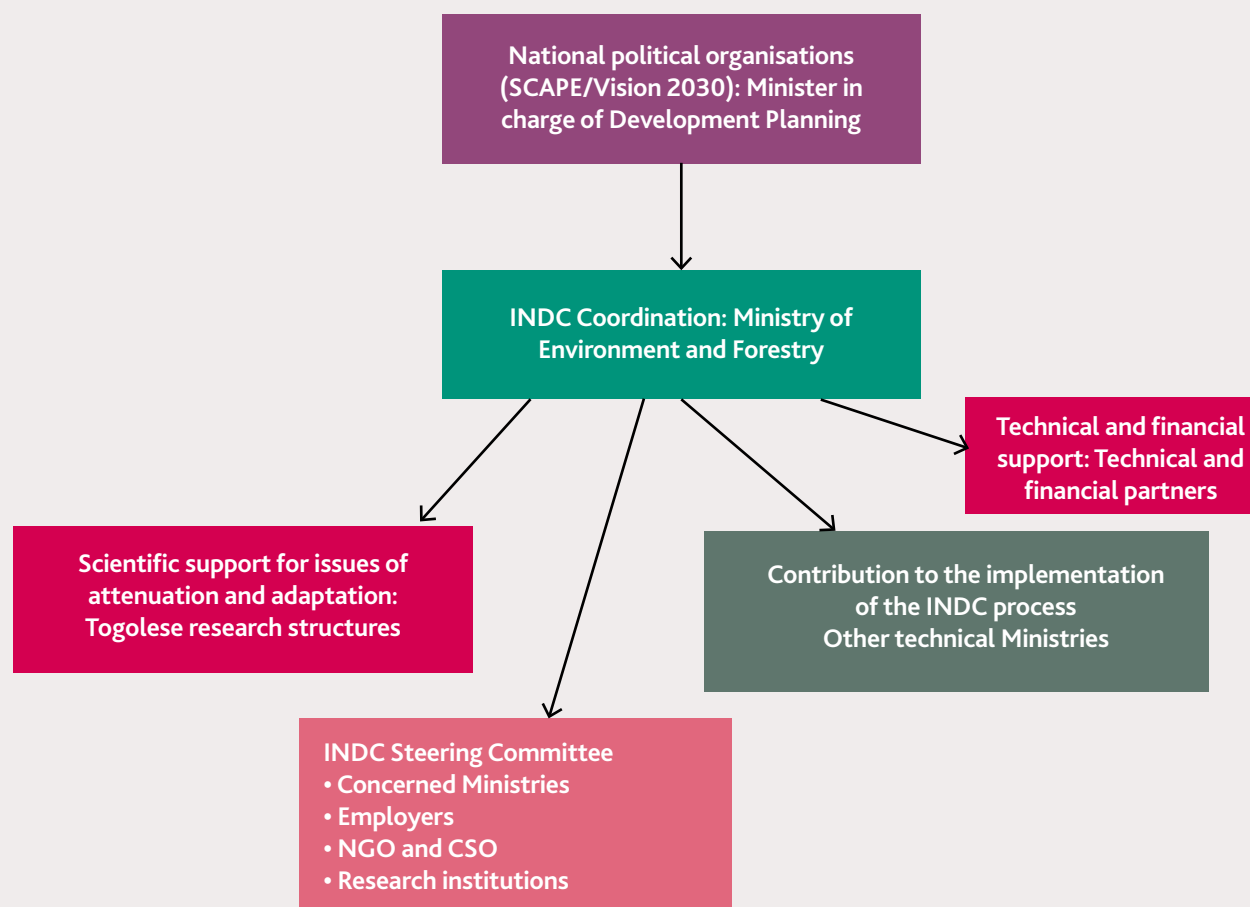 National political organisations
(SCAPE/Vision 2030): Minister in
charge of Development Planning
INDC Coordination: Ministry of
Environment and Forestry
Technical and financial
support: Technical and
financial partners
Scientific support for issues of
attenuation and adaptation:
Togolese research structures
Contribution to the implementation
of the INDC process
Other technical Ministries
INDC Steering Committee
• Concerned Ministries
• Employers
• NGO and CSO
• Research institutions